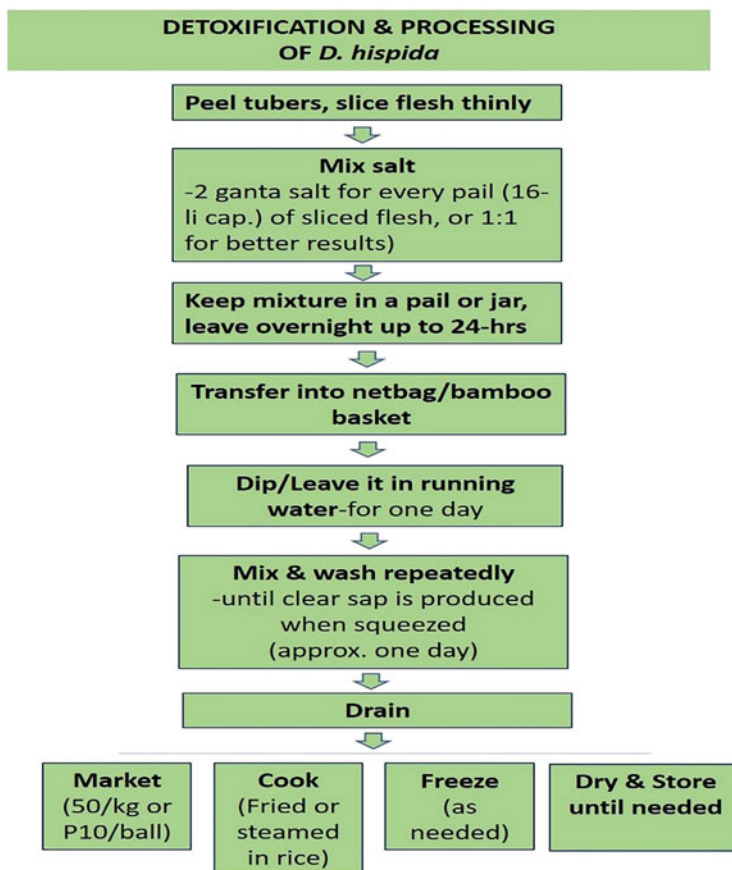 DETOXIFICATION & PROCESSING
OF D. hispida
Peel tubers, slice flesh thinly
Mix salt
-2 ganta salt for every pail (16-
li cap.) of sliced flesh, or 1:1
for better results)
Keep mixture in a pail or jar,
leave overnight up to 24-hrs
Transfer into netbag/bamboo
basket
Dip/Leave it in running
water-for one day
Mix & wash repeatedly
-until clear sap is produced
when squeezed
(approx. one day)
Drain
Market
(50/kg or
P10/ball)
Cook
(Fried or
steamed
in rice)
Freeze
(as
needed)
Dry & Store
until needed